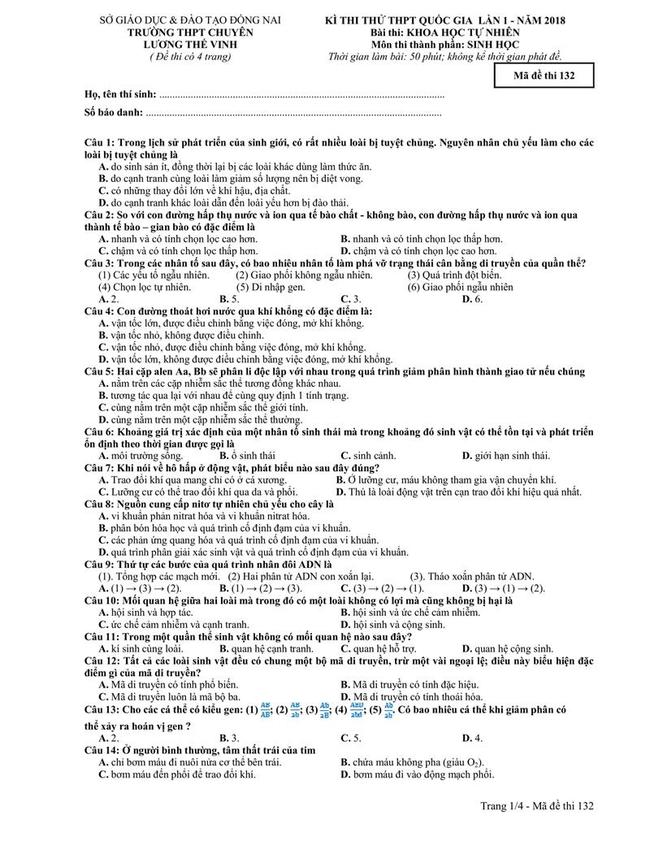 SỞ GIÁO DỤC & ĐÀO TẠO ĐỒNG NAI
TRƯỜNG THPT CHUYÊN
LƯƠNG THẾ VINH
( Đề thi có 4 trang)
KÌ THI THỬ THPT QUỐC GIA LẦN 1 - NĂM 2018
Bài thi: KHOA HỌC TỰ NHIÊN
Môn thi thành phần: SINH HỌC
Thời gian làm bài: 50 phút; không kể thời gian phát đề.
Mã đề thi 132
Họ, tên thí sinh: ..........................................................................
Số báo danh: ..........................................................................
Câu 1: Trong lịch sử phát triển của sinh giới, có rất nhiều loài bị tuyệt chủng. Nguyên nhân chủ yếu làm cho các
loài bị tuyệt chủng là
A. do sinh sản ít, đồng thời lại bị các loài khác dùng làm thức ăn.
B. do cạnh tranh cùng loài làm giảm số lượng nên bị diệt vong.
C. có những thay đổi lớn về khí hậu, địa chất.
D. do cạnh tranh khác loài dẫn đến loài yếu hơn bị đào thải.
Câu 2: So với con đường hấp thụ nước và ion qua tế bào chất - không bào, con đường hấp thụ nước và ion qua
thành tế bào – gian bào có đặc điểm là
A. nhanh và có tính chọn lọc cao hơn. B. nhanh và có tính chọn lọc thấp hơn.
C. chậm và có tính chọn lọc thấp hơn. D. chậm và có tính chọn lọc cao hơn.
Câu 3: Trong các nhân tố sau đây, có bao nhiêu nhân tố làm phá vỡ trạng thái cân bằng di truyền của quần thể?
(1) Các yếu tố ngẫu nhiên. (2) Giao phối không ngẫu nhiên. (3) Quá trình đột biến.
(4) Chọn lọc tự nhiên. (5) Di nhập gen. (6) Giao phối ngẫu nhiên
A. 2. B. 5. C. 3. D. 6.
Câu 4: Con đường thoát hơi nước qua khí khổng có đặc điểm là:
A. vận tốc lớn, được điều chỉnh bằng việc đóng, mở khí khổng.
B. vận tốc nhỏ, không được điều chỉnh.
C. vận tốc nhỏ, được điều chỉnh bằng việc đóng, mở khí khổng.
D. vận tốc lớn, không được điều chỉnh bằng việc đóng, mở khí khổng.
Câu 5: Hai cặp alen Aa, Bb sẽ phân li độc lập với nhau trong quá trình giảm phân hình thành giao tử nếu chúng
A. nằm trên các cặp nhiễm sắc thể tương đồng khác nhau.
B. tương tác qua lại với nhau để cùng quy định 1 tính trạng.
C. cùng nằm trên một cặp nhiễm sắc thể giới tính.
D. cùng nằm trên một cặp nhiễm sắc thể thường.
Câu 6: Khoảng giá trị xác định của một nhân tố sinh thái mà trong khoảng đó sinh vật có thể tồn tại và phát triển
ổn định theo thời gian được gọi là
A. môi trường sống. B. ổ sinh thái C. sinh cảnh. D. giới hạn sinh thái.
Câu 7: Khi nói về hô hấp ở động vật, phát biểu nào sau đây đúng?
A. Trao đổi khí qua mang chỉ có ở cá xương. B. Ở lưỡng cư, máu không tham gia vận chuyển khí.
C. Lưỡng cư có thể trao đổi khí qua da và phổi. D. Thú là loài động vật trên cạn trao đổi khí hiệu quả nhất.
Câu 8: Nguồn cung cấp nitơ tự nhiên chủ yếu cho cây là
A. vi khuẩn phản nitrat hóa và vi khuẩn nitrat hóa.
B. phân bón hóa học và quá trình cố định đạm của vi khuẩn.
C. các phản ứng quang hóa và quá trình cố định đạm của vi khuẩn.
D. quá trình phân giải xác sinh vật và quá trình cố định đạm của vi khuẩn.
Câu 9: Thứ tự các bước của quá trình nhân đôi ADN là
(1). Tổng hợp các mạch mới. (2) Hai phân tử ADN con xoắn lại. (3). Tháo xoắn phân tử ADN.
A. (1) → (3) → (2). B. (1) → (2) → (3). C. (3) → (2) → (1). D. (3) → (1) → (2).
Câu 10: Mối quan hệ giữa hai loài mà trong đó có một loài không có lợi mà cũng không bị hại là
A. hội sinh và hợp tác. B. hội sinh và ức chế cảm nhiễm.
C. ức chế cảm nhiễm và cạnh tranh. D. hội sinh và cộng sinh.
Câu 11: Trong một quần thể sinh vật không có mối quan hệ nào sau đây?
A. kí sinh cùng loài. B. quan hệ cạnh tranh. C. quan hệ hỗ trợ. D. quan hệ cộng sinh.
Câu 12: Tất cả các loài sinh vật đều có chung một bộ mã di truyền, trừ một vài ngoại lệ; điều này biểu hiện đặc
điểm gì của mã di truyền?
A. Mã di truyền có tính phổ biến. B. Mã di truyền có tính đặc hiệu.
C. Mã di truyền luôn là mã bộ ba. D. Mã di truyền có tính thoái hóa.
Câu 13: Cho các cá thể có kiểu gen: (1) AB/AB; (2) AB/ab; (3) Ab/aB; (4) ABD/abd; (5) Ab/ab. Có bao nhiêu cá thể khi giảm phân có
thể xảy ra hoán vị gen ?
A. 2. B. 3. C. 5. D. 4.
Câu 14: Ở người bình thường, tâm thất trái của tim
A. chỉ bơm máu đi nuôi nửa cơ thể bên trái. B. chứa máu không pha (giàu O₂).
C. bơm máu đến phổi để trao đổi khí. D. bơm máu đi vào động mạch phổi.
Trang 1/4 - Mã đề thi 132